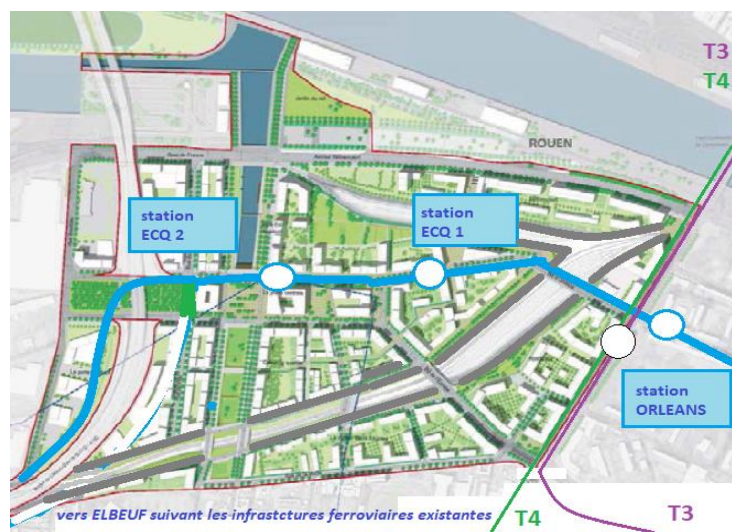 T3
T4
ROUEN
station
ECQ 2
station
ECQ 1
station
ORLEANS
vers ELBEUF suivant les infrastctures ferroviaires existantes
T4
T3